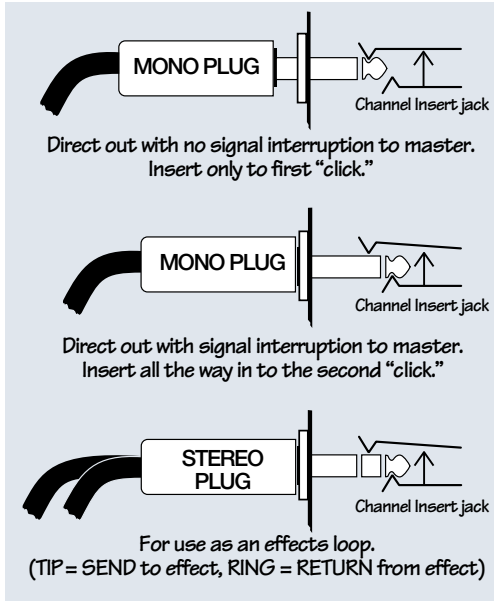 MONO PLUG
Channel Insert jack
Direct out with no signal interruption to master.
Insert only to first “click.”
MONO PLUG
Channel Insert jack
Direct out with signal interruption to master.
Insert all the way in to the second “click.”
STEREO
PLUG
Channel Insert jack
For use as an effects loop.
(TIP = SEND to effect, RING = RETURN from effect)